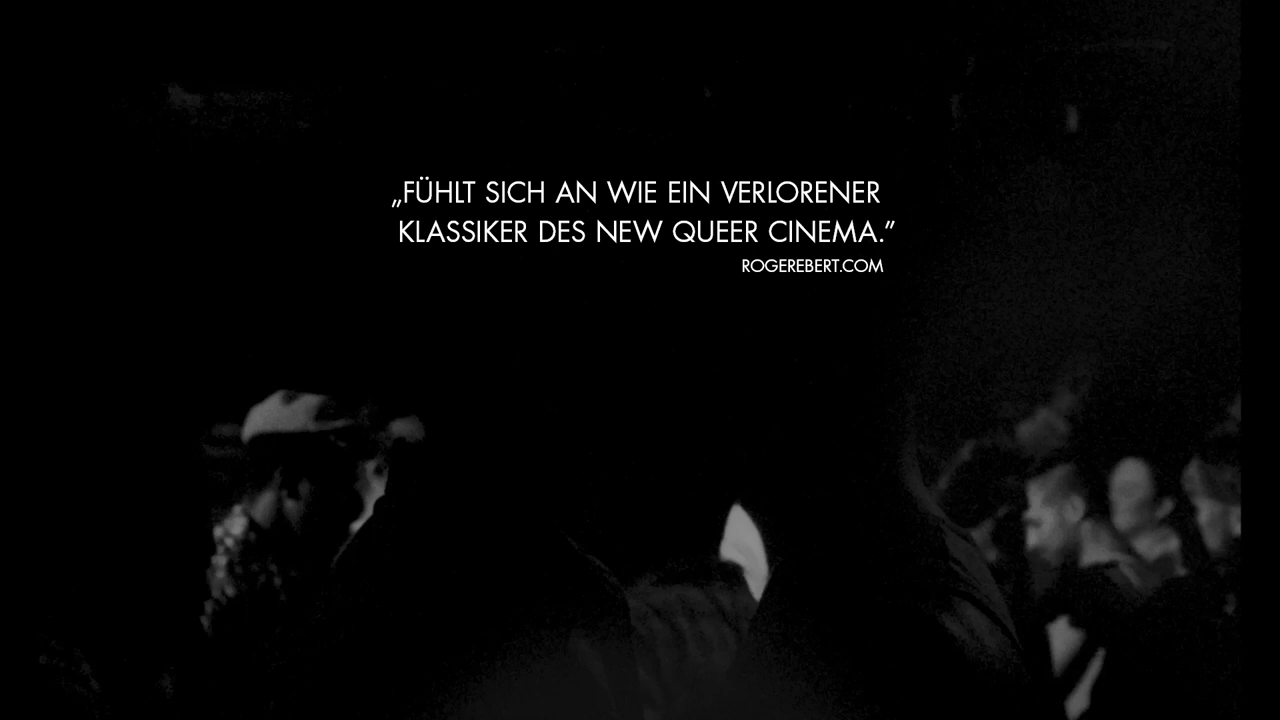 „FÜHLT SICH AN WIE EIN VERLORENER
KLASSIKER DES NEW QUEER CINEMA.”
ROGEREBERT.COM